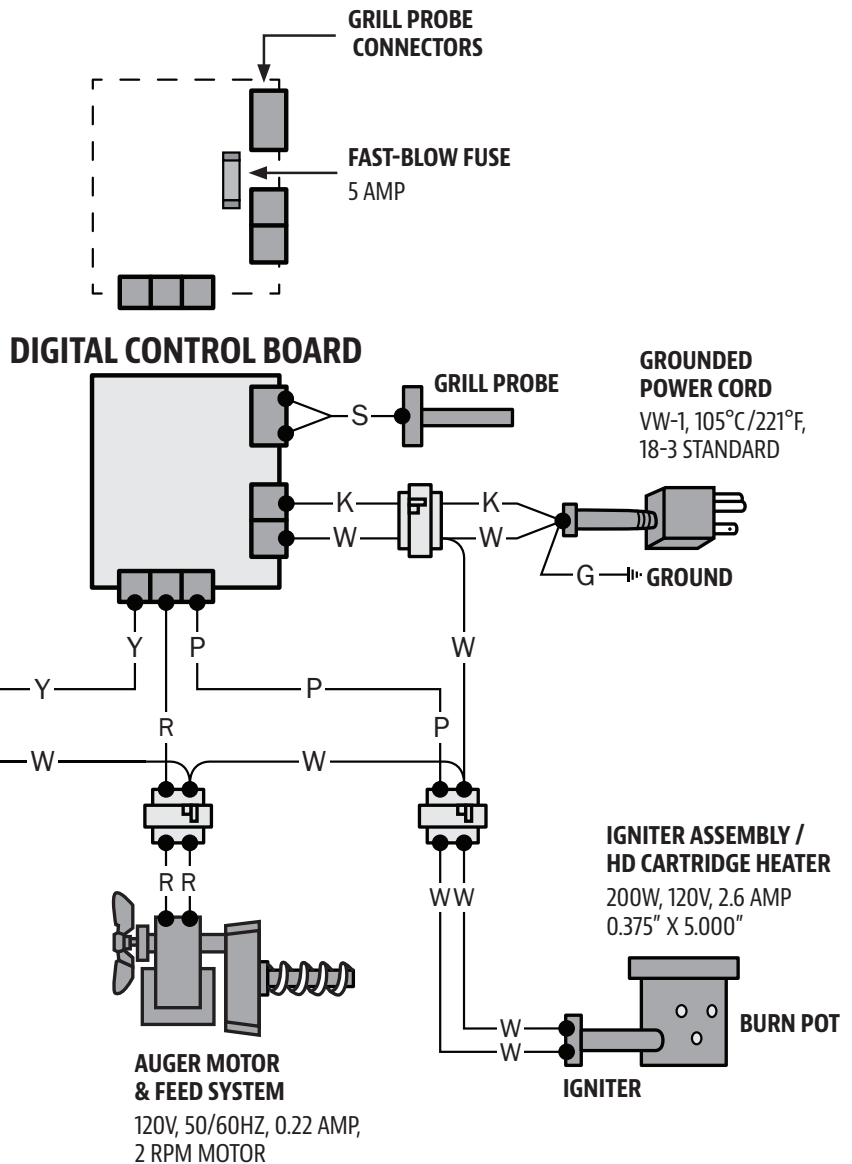 GRILL PROBE
CONNECTORS
FAST-BLOW FUSE
5 AMP
DIGITAL CONTROL BOARD
GRILL PROBE
S
GROUNDED
POWER CORD
VW-1, 105°C/221°F,
18-3 STANDARD
K K
W W
G GROUND
Y P W
Y P
R P
W W
R R
W W
IGNITER ASSEMBLY /
HD CARTRIDGE HEATER
200W, 120V, 2.6 AMP
0.375" X 5.000"
W
W
BURN POT
IGNITER
AUGER MOTOR
& FEED SYSTEM
120V, 50/60HZ, 0.22 AMP,
2 RPM MOTOR